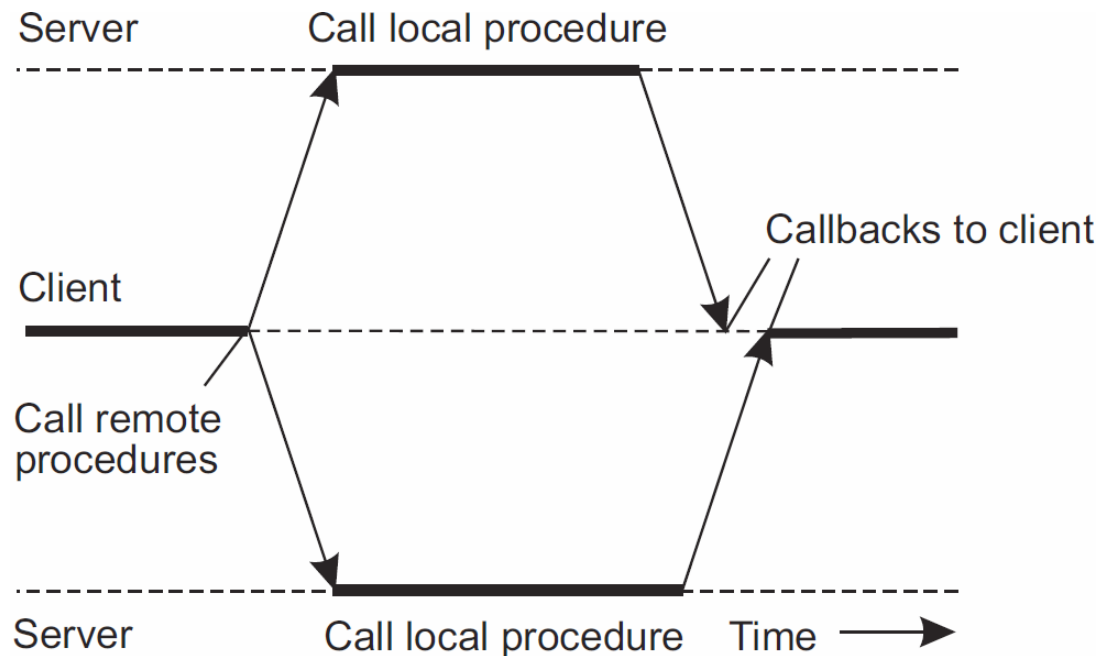 Server
Call local procedure
Callbacks to client
Client
Call remote
procedures
Server
Call local procedure
Time